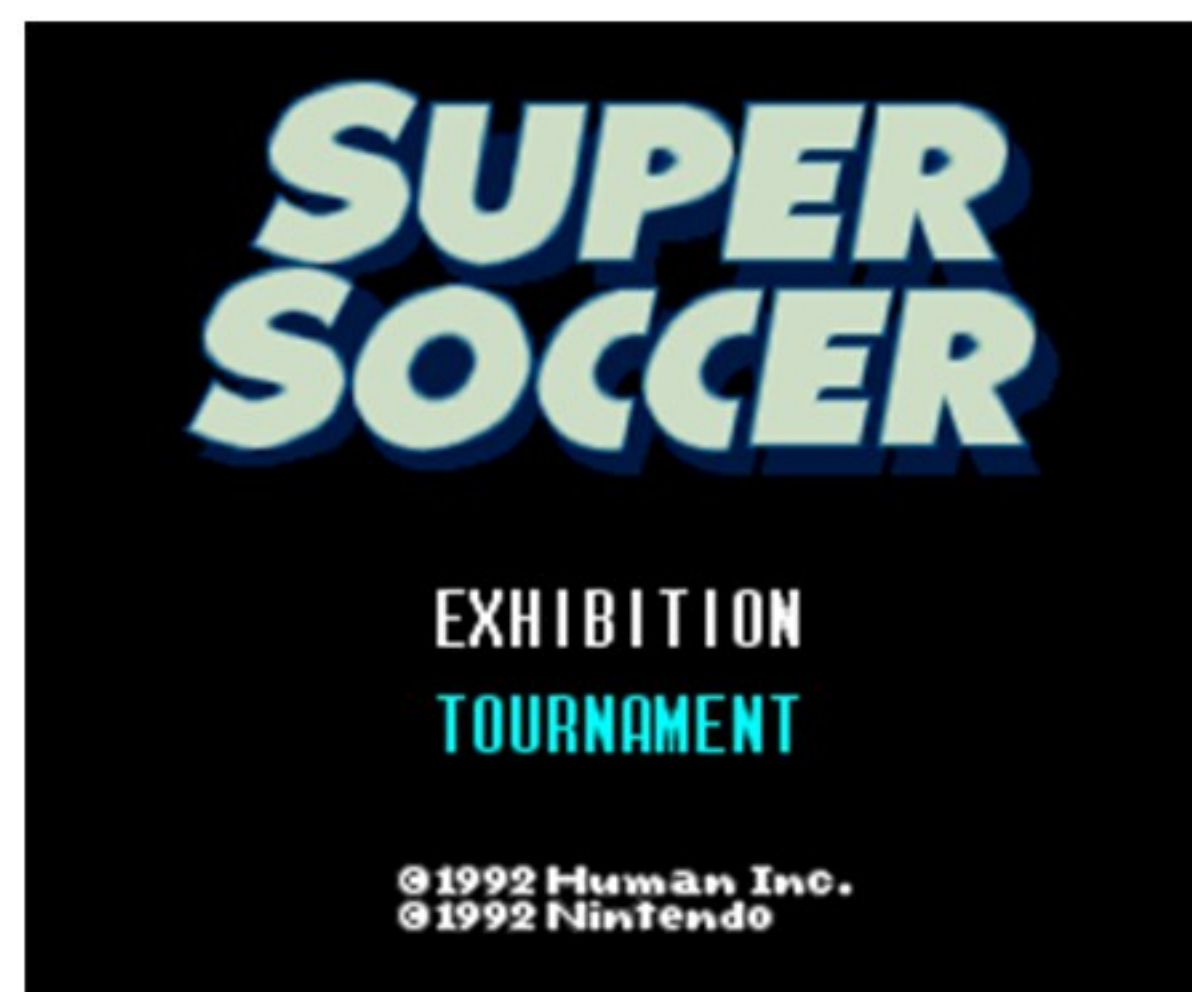 SUPER
SOCCER
EXHIBITION
TOURNAMENT
©1992 Human Inc.
©1992 Nintendo